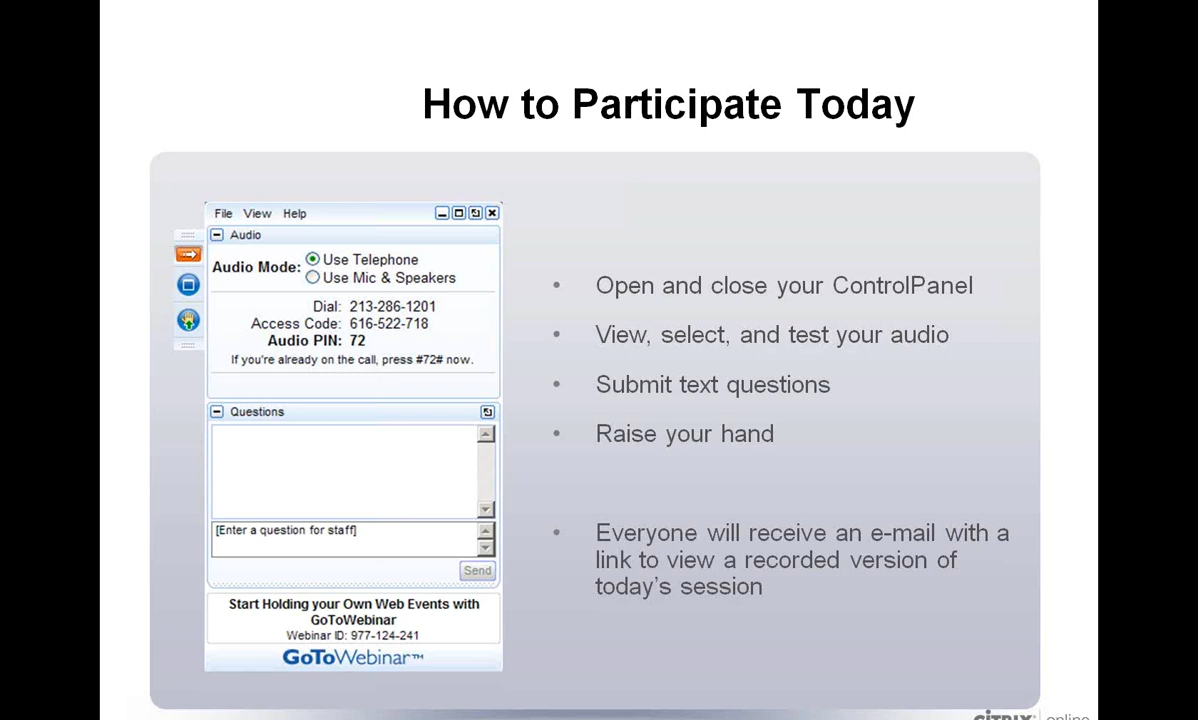 How to Participate Today
File View Help
Audio
Audio Mode: Use Telephone
Use Mic & Speakers
Dial: 213-286-1201
Access Code: 616-522-718
Audio PIN: 72
If you're already on the call, press #72# now.
Questions
[Enter a question for staff]
Send
Start Holding your Own Web Events with
GoToWebinar
Webinar ID: 977-124-241
GoToWebinar™
• Open and close your ControlPanel
• View, select, and test your audio
• Submit text questions
• Raise your hand
• Everyone will receive an e-mail with a
link to view a recorded version of
today's session
CITRIX online